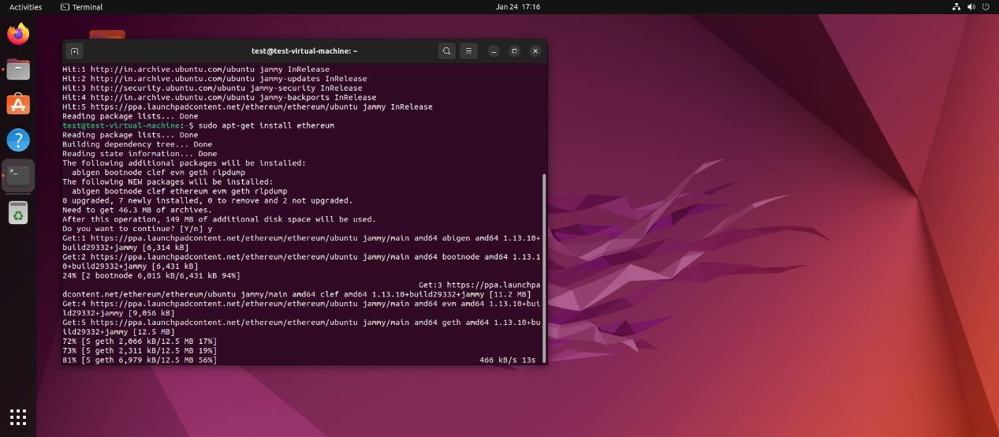 Activities
Terminal
Jan 24 17:16
test@test-virtual-machine: ~
Hit:1 http://in.archive.ubuntu.com/ubuntu jammy InRelease
Hit:2 http://in.archive.ubuntu.com/ubuntu jammy-updates InRelease
Hit:3 http://security.ubuntu.com/ubuntu jammy-security InRelease
Hit:4 http://in.archive.ubuntu.com/ubuntu jammy-backports InRelease
Hit:5 https://ppa.launchpadcontent.net/ethereum/ethereum/ubuntu jammy InRelease
Reading package lists... Done
test@test-virtual-machine:~$ sudo apt-get install ethereum
Reading package lists... Done
Building dependency tree... Done
Reading state information... Done
The following additional packages will be installed:
  abigen bootnode clef evm geth rlpdump
The following NEW packages will be installed:
  abigen bootnode clef ethereum evm geth rlpdump
0 upgraded, 7 newly installed, 0 to remove and 2 not upgraded.
Need to get 46.3 MB of archives.
After this operation, 149 MB of additional disk space will be used.
Do you want to continue? [Y/n] y
Get:1 https://ppa.launchpadcontent.net/ethereum/ethereum/ubuntu jammy/main amd64 abigen amd64 1.13.10+
build29332+jammy [6,314 kB]
Get:2 https://ppa.launchpadcontent.net/ethereum/ethereum/ubuntu jammy/main amd64 bootnode amd64 1.13.1
0+build29332+jammy [6,431 kB]
24% [2 bootnode 6,015 kB/6,431 kB 94%]
Get:3 https://ppa.launchpa
dcontent.net/ethereum/ethereum/ubuntu jammy/main amd64 clef amd64 1.13.10+build29332+jammy [11.2 MB]
Get:4 https://ppa.launchpadcontent.net/ethereum/ethereum/ubuntu jammy/main amd64 evm amd64 1.13.10+bui
ld29332+jammy [9,056 kB]
Get:5 https://ppa.launchpadcontent.net/ethereum/ethereum/ubuntu jammy/main amd64 geth amd64 1.13.10+bu
ild29332+jammy [12.5 MB]
72% [5 geth 2,066 kB/12.5 MB 17%]
73% [5 geth 2,311 kB/12.5 MB 19%]
81% [5 geth 6,979 kB/12.5 MB 56%] 466 kB/s 13s